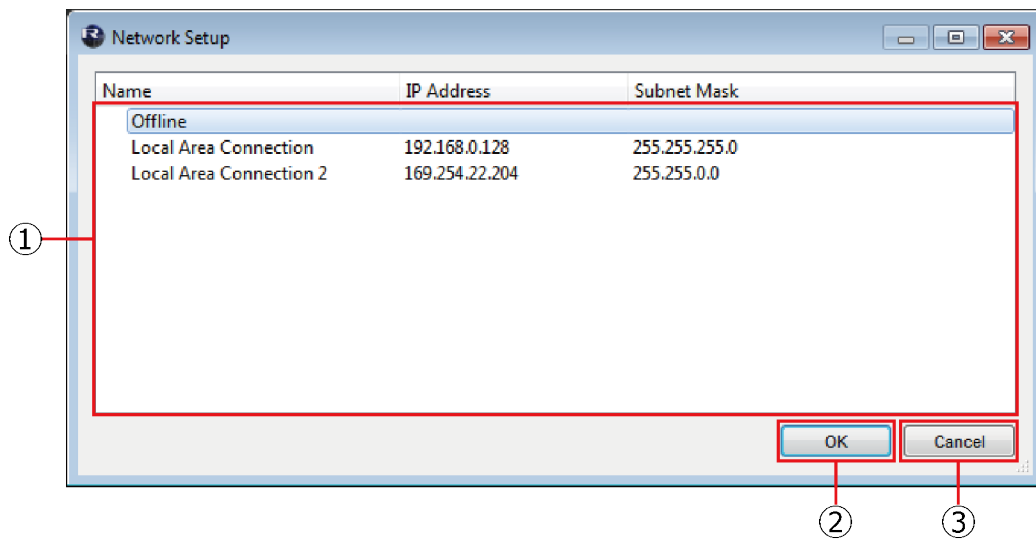 Network Setup
Name IP Address Subnet Mask
Offline
Local Area Connection 192.168.0.128 255.255.255.0
Local Area Connection 2 169.254.22.204 255.255.0.0
①
OK Cancel
② ③